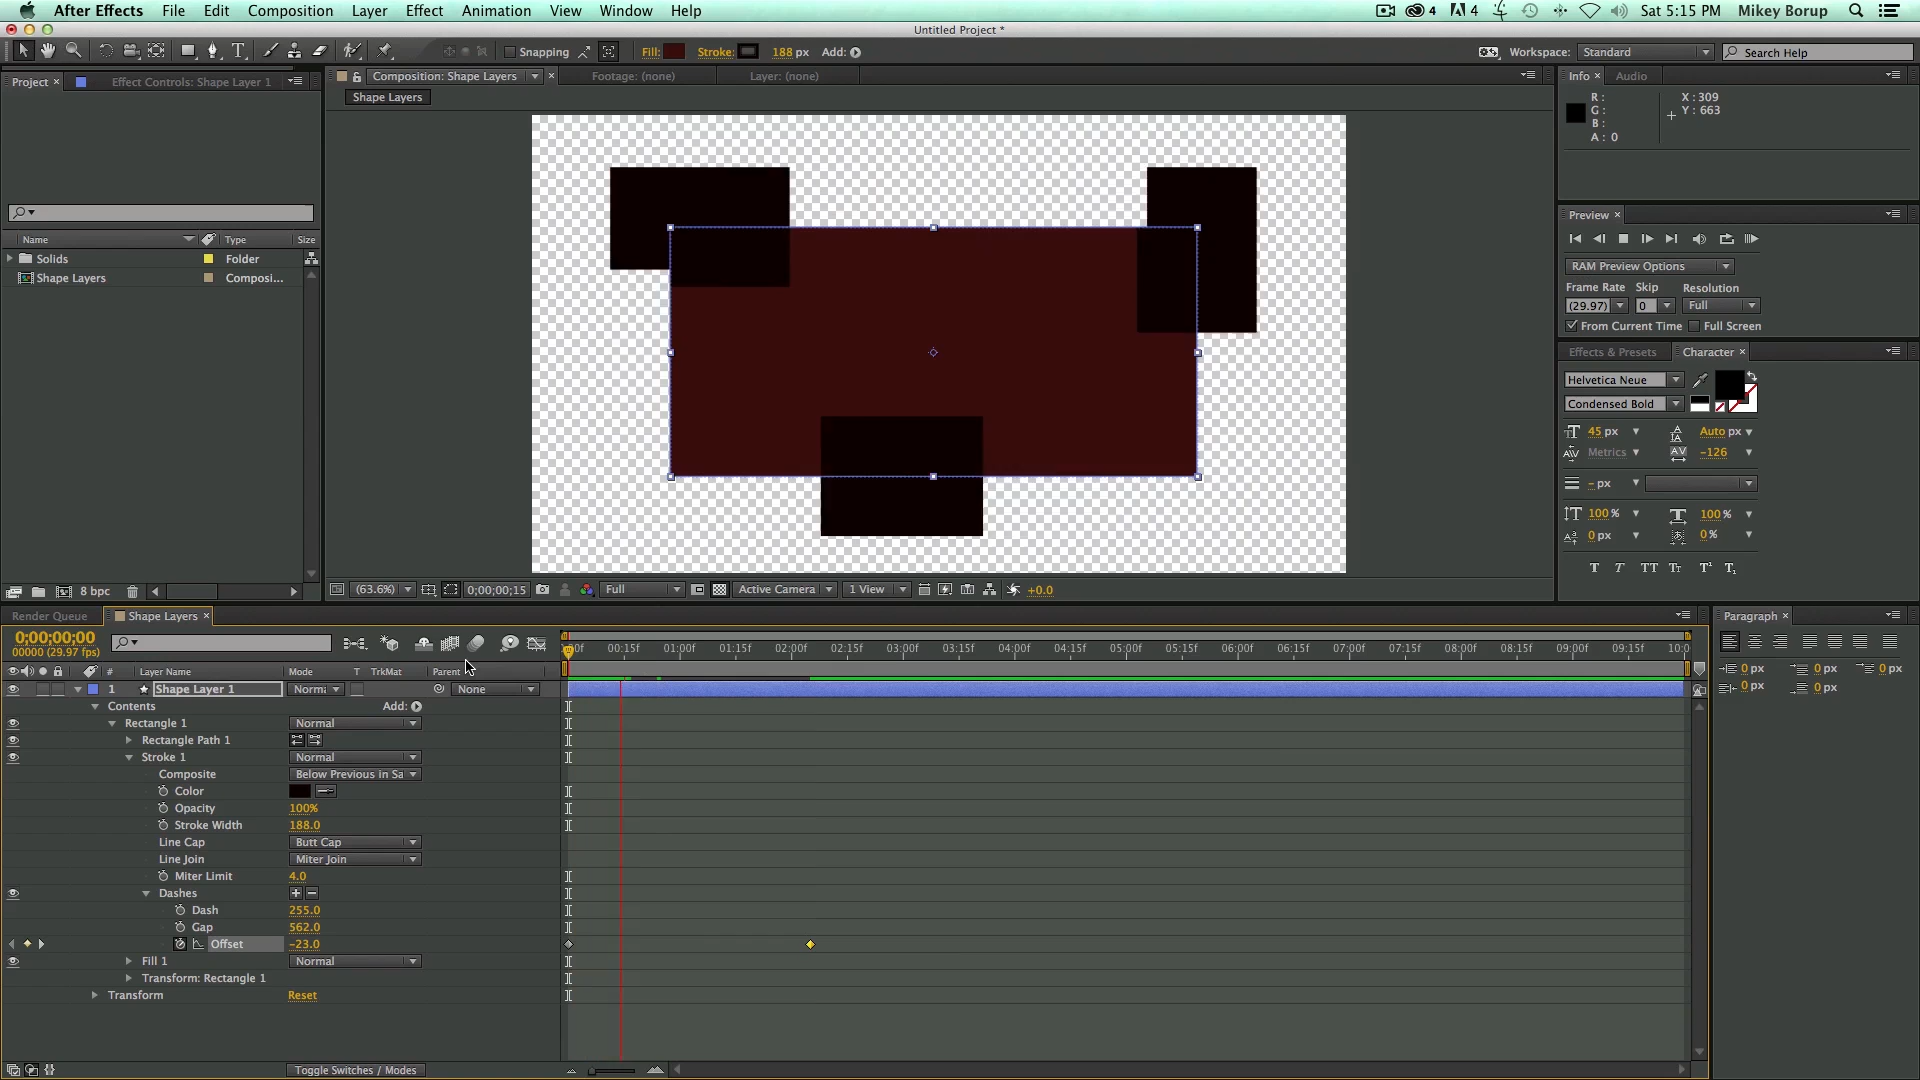 After Effects File Edit Composition Layer Effect Animation View Window Help 4 4 Sat 5:15 PM Mikey Borup
Untitled Project *
Snapping Fill: Stroke: 188 px Add: Workspace: Standard Search Help
Project × Effect Controls: Shape Layer 1 Composition: Shape Layers × Footage: (none) Layer: (none) Info × Audio
Shape Layers
R : X : 309
G : Y : 663
B :
A : 0
Preview ×
Name Type Size
Solids Folder
Shape Layers Composi...
RAM Preview Options
Frame Rate Skip Resolution
(29.97) 0 Full
From Current Time Full Screen
Effects & Presets Character ×
Helvetica Neue
Condensed Bold
45 px Auto px
Metrics -126
- px
100 % 100 %
0 px 0 %
T T TT Tr T¹ T₁
8 bpc (63.6%) 0;00;00;15 Full Active Camera 1 View +0.0
Render Queue Shape Layers × Paragraph ×
0;00;00;00
00000 (29.97 fps)
00f 00:15f 01:00f 01:15f 02:00f 02:15f 03:00f 03:15f 04:00f 04:15f 05:00f 05:15f 06:00f 06:15f 07:00f 07:15f 08:00f 08:15f 09:00f 09:15f 10:0
0 px 0 px 0 px
0 px 0 px
# Layer Name Mode T TrkMat Parent
1 Shape Layer 1 Norma None
Contents Add:
Rectangle 1 Normal
Rectangle Path 1
Stroke 1 Normal
Composite Below Previous in Sa
Color
Opacity 100%
Stroke Width 188.0
Line Cap Butt Cap
Line Join Miter Join
Miter Limit 4.0
Dashes + −
Dash 255.0
Gap 562.0
Offset -23.0
Fill 1 Normal
Transform: Rectangle 1
Transform Reset
Toggle Switches / Modes